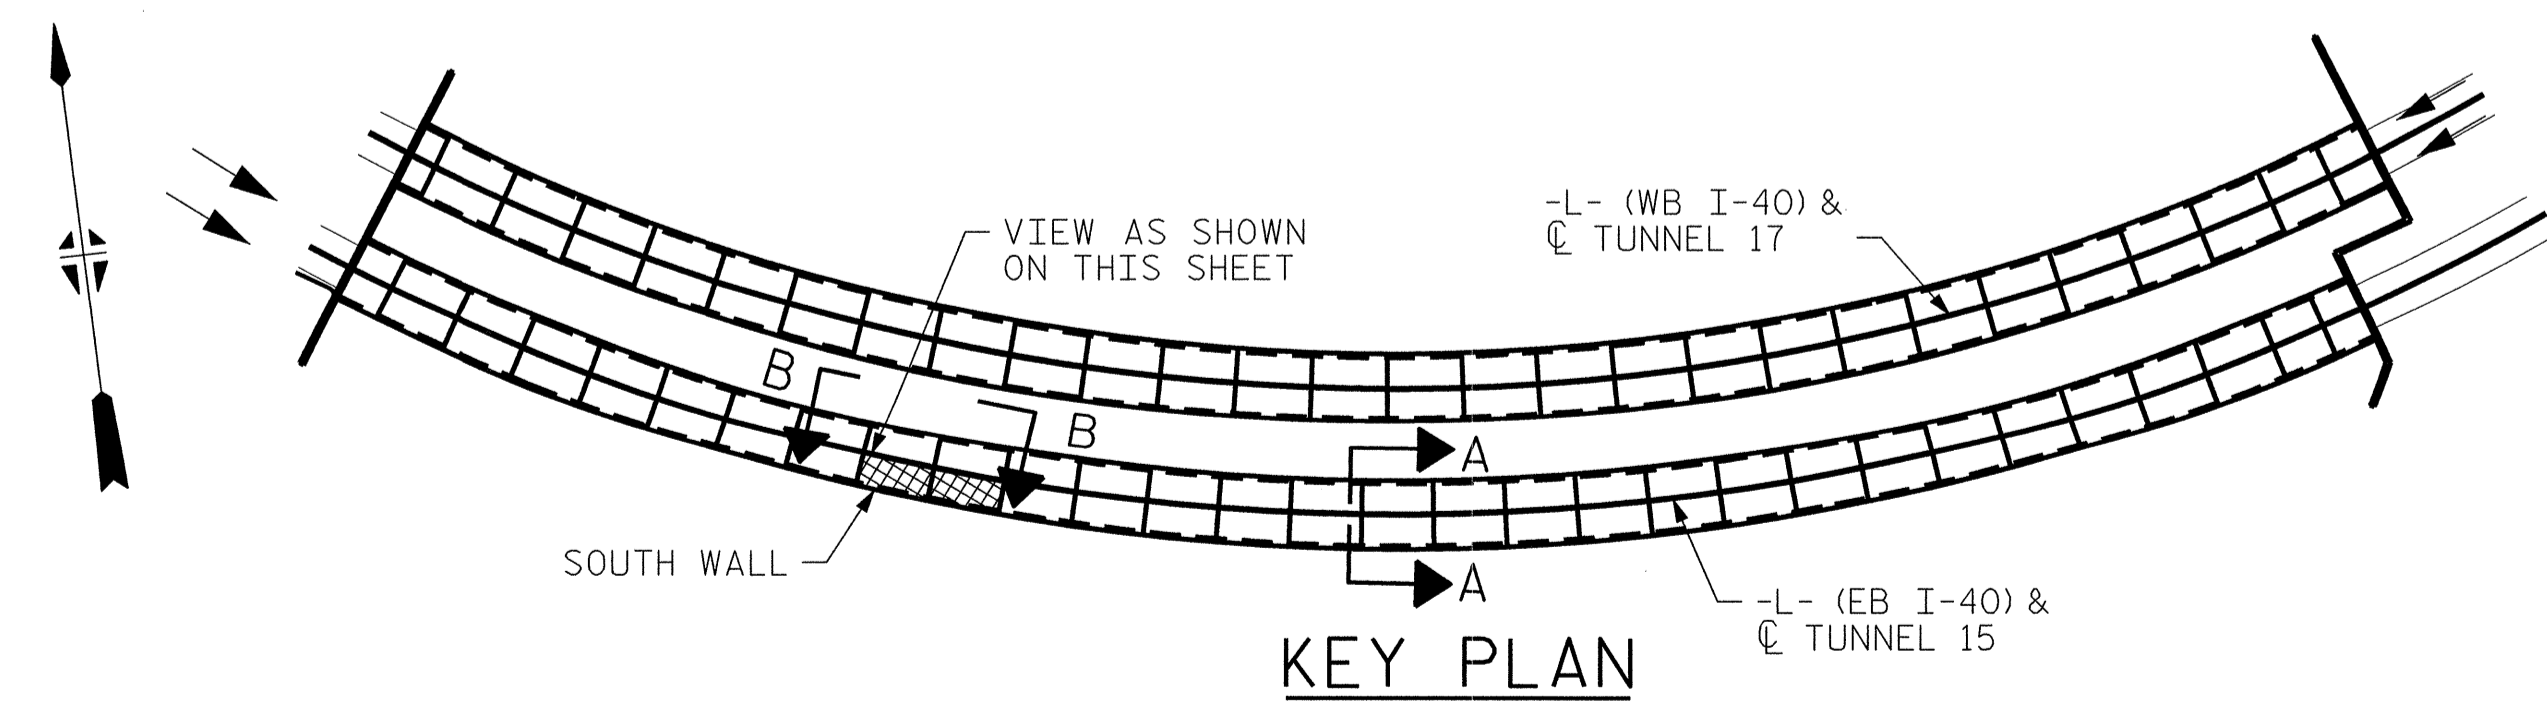 -L- (WB I-40) &
℄ TUNNEL 17
VIEW AS SHOWN
ON THIS SHEET
B
B
A
A
SOUTH WALL
-L- (EB I-40) &
℄ TUNNEL 15
KEY PLAN